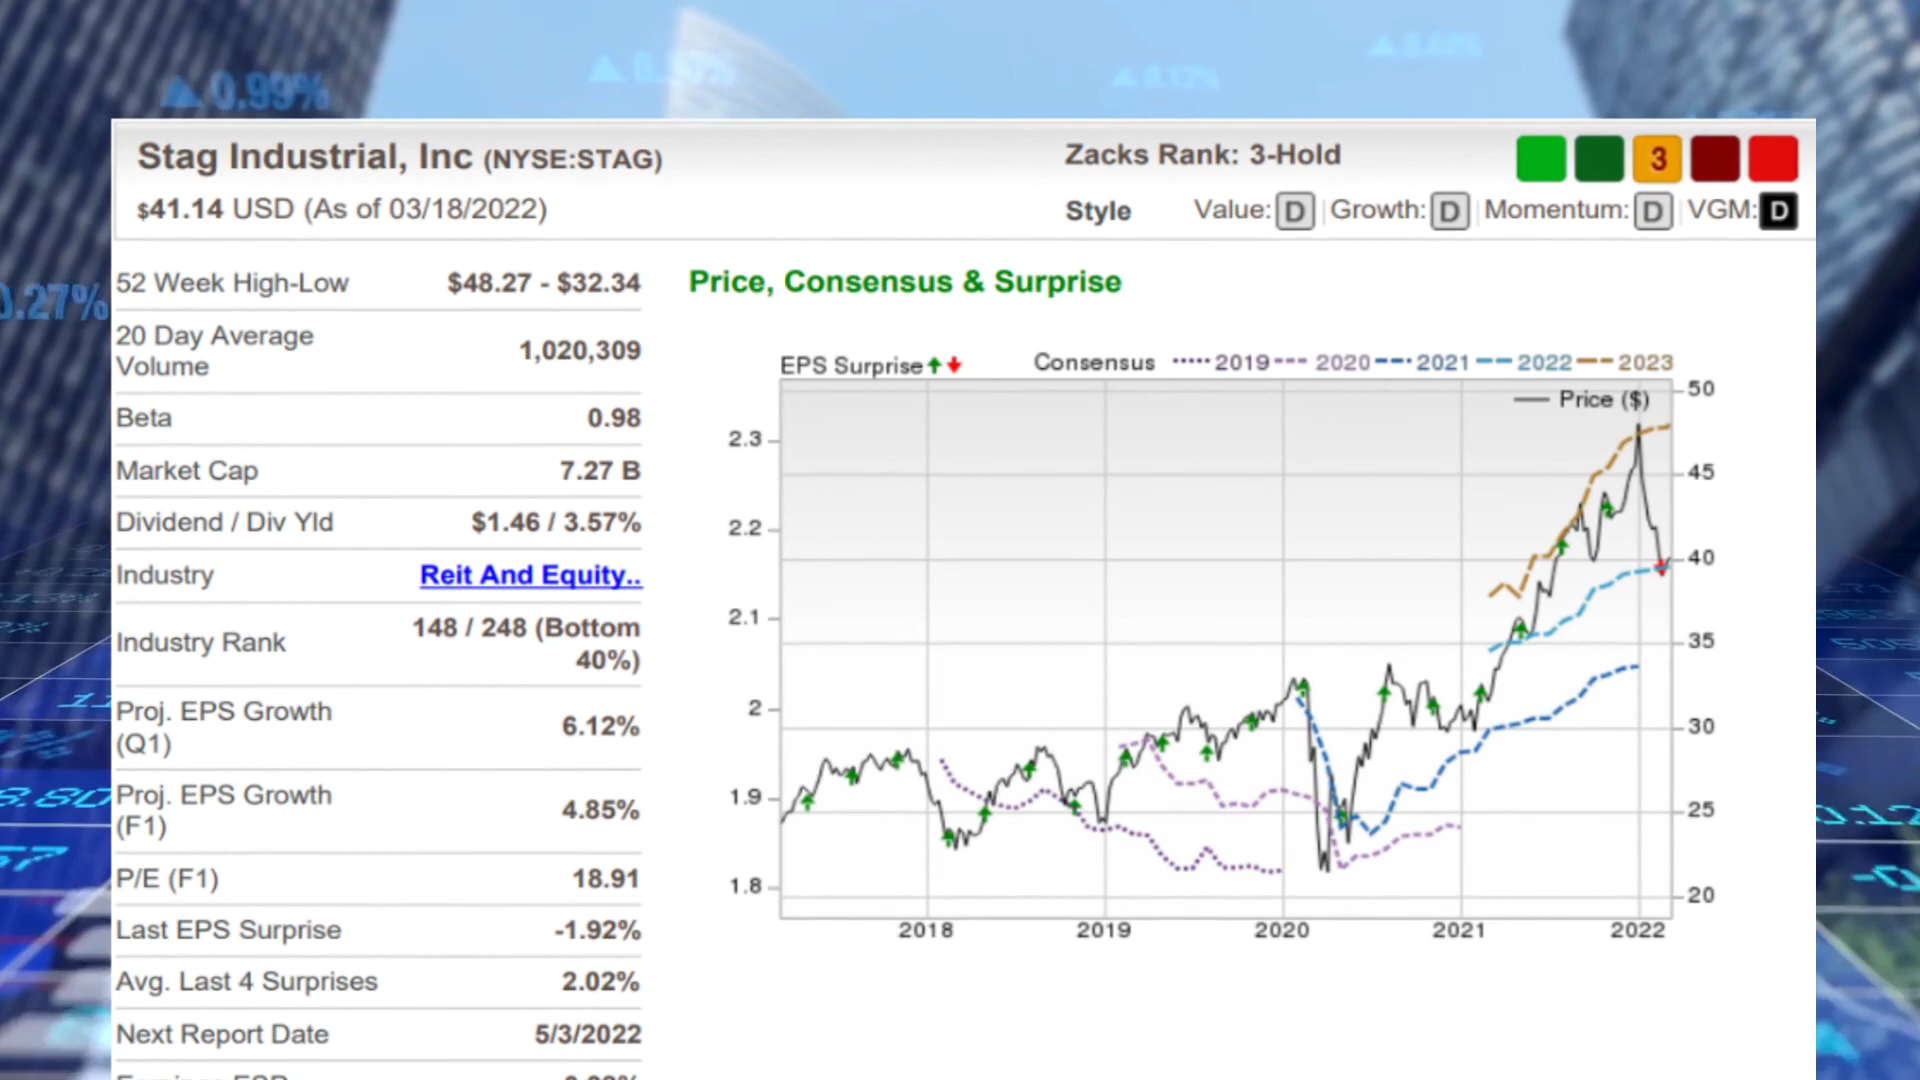 ▲0.99%
▲0.13%
0.27%
Stag Industrial, Inc (NYSE:STAG)
$41.14 USD (As of 03/18/2022)
Zacks Rank: 3-Hold
3
Style Value: D | Growth: D | Momentum: D | VGM: D
52 Week High-Low $48.27 - $32.34
20 Day Average
Volume 1,020,309
Beta 0.98
Market Cap 7.27 B
Dividend / Div Yld $1.46 / 3.57%
Industry Reit And Equity..
Industry Rank 148 / 248 (Bottom
40%)
Proj. EPS Growth
(Q1) 6.12%
Proj. EPS Growth
(F1) 4.85%
P/E (F1) 18.91
Last EPS Surprise -1.92%
Avg. Last 4 Surprises 2.02%
Next Report Date 5/3/2022
Price, Consensus & Surprise
EPS Surprise Consensus 2019 2020 2021 2022 2023
Price ($)
2.3
2.2
2.1
2
1.9
1.8
50
45
40
35
30
25
20
2018 2019 2020 2021 2022